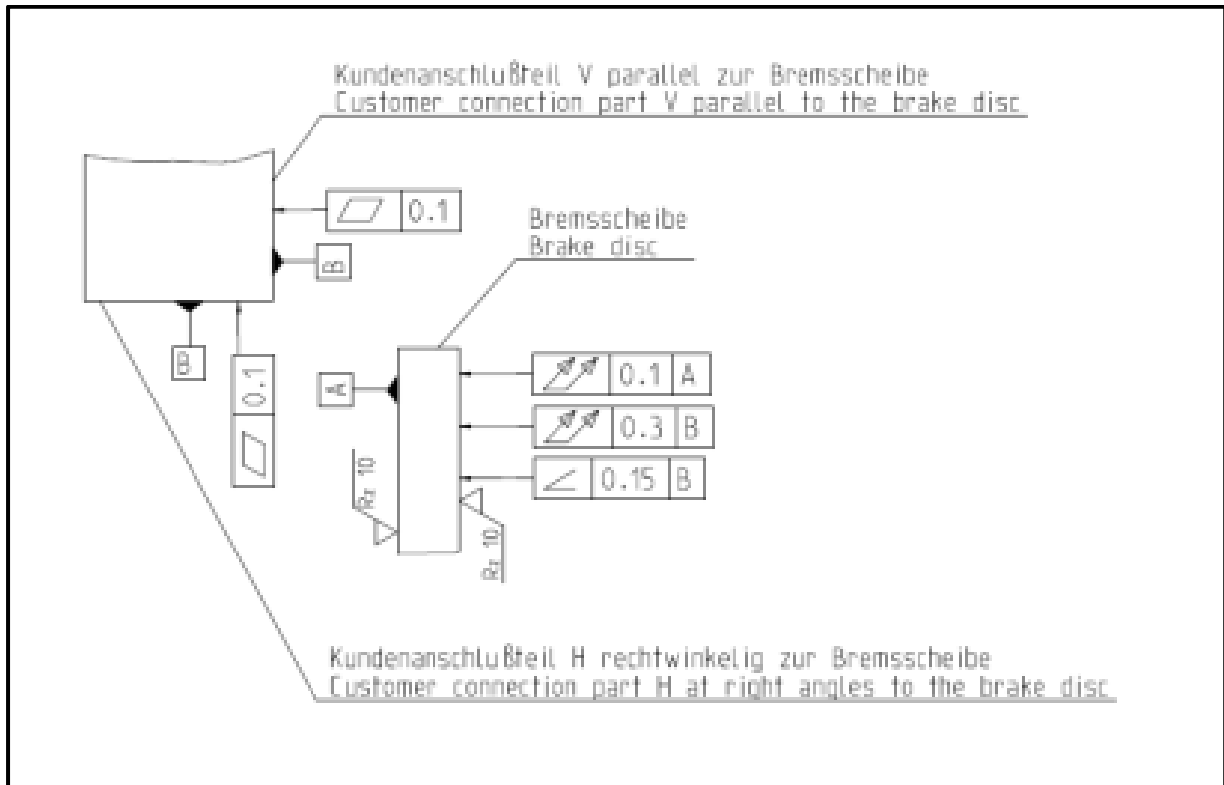 Kundenanschlußteil V parallel zur Bremsscheibe
Customer connection part V parallel to the brake disc
0.1
B
Bremsscheibe
Brake disc
B
0.1
A
0.1 A
0.3 B
0.15 B
Rz 10
Rz 10
Kundenanschlußteil H rechtwinkelig zur Bremsscheibe
Customer connection part H at right angles to the brake disc